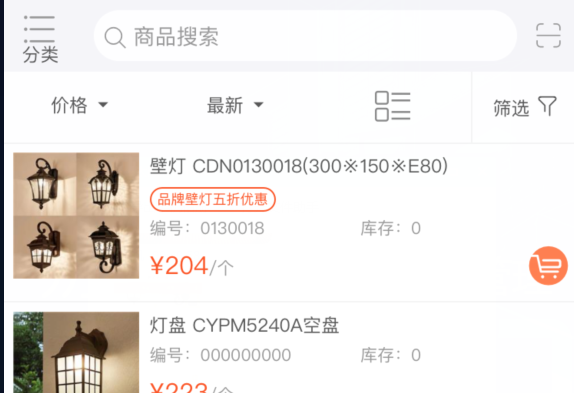 分类
商品搜索
价格 最新 筛选
壁灯 CDN0130018(300※150※E80)
品牌壁灯五折优惠
编号：0130018 库存：0
¥204/个
灯盘 CYPM5240A空盘
编号：000000000 库存：0
¥223/个